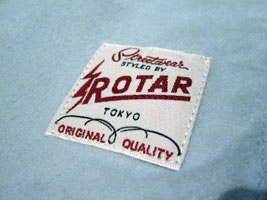 Streetwear
STYLED BY
ROTAR
TOKYO
ORIGINAL QUALITY